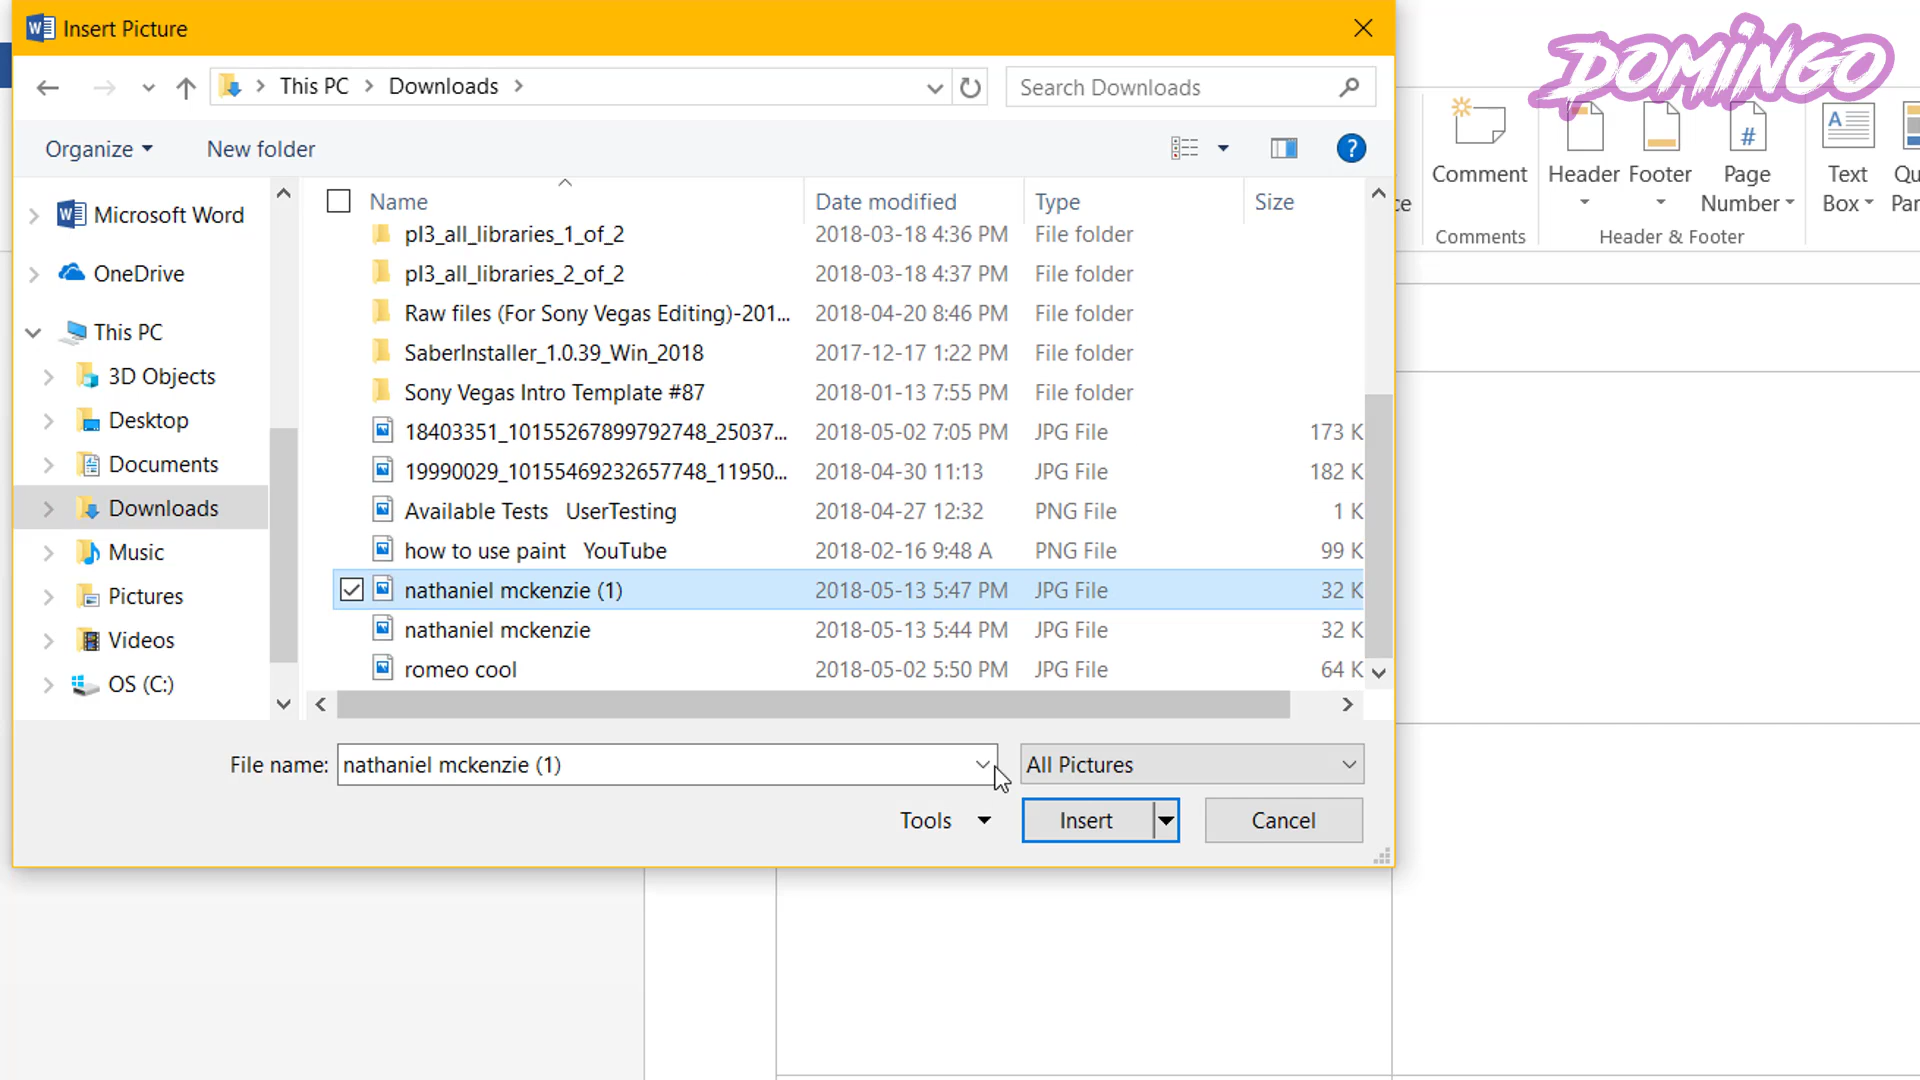 Insert Picture
DOMINGO
This PC
Downloads
Search Downloads
Organize
New folder
?
Name
Date modified
Type
Size
Microsoft Word
OneDrive
This PC
3D Objects
Desktop
Documents
Downloads
Music
Pictures
Videos
OS (C:)
pl3_all_libraries_1_of_2 2018-03-18 4:36 PM File folder
pl3_all_libraries_2_of_2 2018-03-18 4:37 PM File folder
Raw files (For Sony Vegas Editing)-201... 2018-04-20 8:46 PM File folder
SaberInstaller_1.0.39_Win_2018 2017-12-17 1:22 PM File folder
Sony Vegas Intro Template #87 2018-01-13 7:55 PM File folder
18403351_10155267899792748_25037... 2018-05-02 7:05 PM JPG File 173 K
19990029_10155469232657748_11950... 2018-04-30 11:13 JPG File 182 K
Available Tests UserTesting 2018-04-27 12:32 PNG File 1 K
how to use paint YouTube 2018-02-16 9:48 A PNG File 99 K
nathaniel mckenzie (1) 2018-05-13 5:47 PM JPG File 32 K
nathaniel mckenzie 2018-05-13 5:44 PM JPG File 32 K
romeo cool 2018-05-02 5:50 PM JPG File 64 K
File name: nathaniel mckenzie (1)
All Pictures
Tools
Insert
Cancel
Comment
Comments
Header
Footer
Page
Number
#
Header & Footer
A
Text
Box